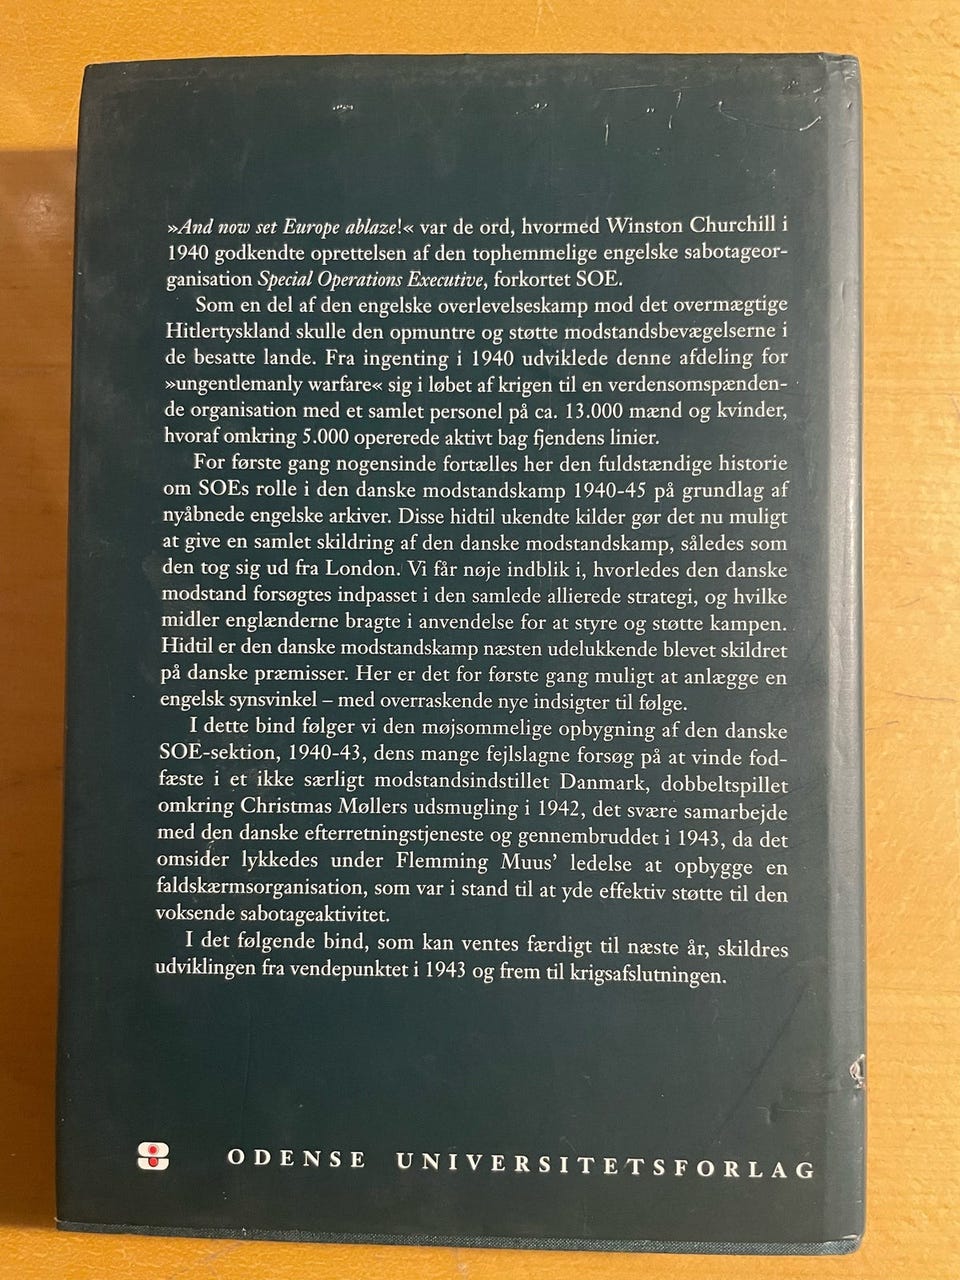 »And now set Europe ablaze!« var de ord, hvormed Winston Churchill i
1940 godkendte oprettelsen af den tophemmelige engelske sabotageor-
ganisation Special Operations Executive, forkortet SOE.
Som en del af den engelske overlevelseskamp mod det overmægtige
Hitlertyskland skulle den opmuntre og støtte modstandsbevægelserne i
de besatte lande. Fra ingenting i 1940 udviklede denne afdeling for
»ungentlemanly warfare« sig i løbet af krigen til en verdensomspænden-
de organisation med et samlet personel på ca. 13.000 mænd og kvinder,
hvoraf omkring 5.000 opererede aktivt bag fjendens linier.
For første gang nogensinde fortælles her den fuldstændige historie
om SOEs rolle i den danske modstandskamp 1940-45 på grundlag af
nyåbnede engelske arkiver. Disse hidtil ukendte kilder gør det nu muligt
at give en samlet skildring af den danske modstandskamp, således som
den tog sig ud fra London. Vi får nøje indblik i, hvorledes den danske
modstand forsøgtes indpasset i den samlede allierede strategi, og hvilke
midler englænderne bragte i anvendelse for at styre og støtte kampen.
Hidtil er den danske modstandskamp næsten udelukkende blevet skildret
på danske præmisser. Her er det for første gang muligt at anlægge en
engelsk synsvinkel – med overraskende nye indsigter til følge.
I dette bind følger vi den møjsommelige opbygning af den danske
SOE-sektion, 1940-43, dens mange fejlslagne forsøg på at vinde fod-
fæste i et ikke særligt modstandsindstillet Danmark, dobbeltspillet
omkring Christmas Møllers udsmugling i 1942, det svære samarbejde
med den danske efterretningstjeneste og gennembruddet i 1943, da det
omsider lykkedes under Flemming Muus' ledelse at opbygge en
faldskærmsorganisation, som var i stand til at yde effektiv støtte til den
voksende sabotageaktivitet.
I det følgende bind, som kan ventes færdigt til næste år, skildres
udviklingen fra vendepunktet i 1943 og frem til krigsafslutningen.
ODENSE UNIVERSITETSFORLAG